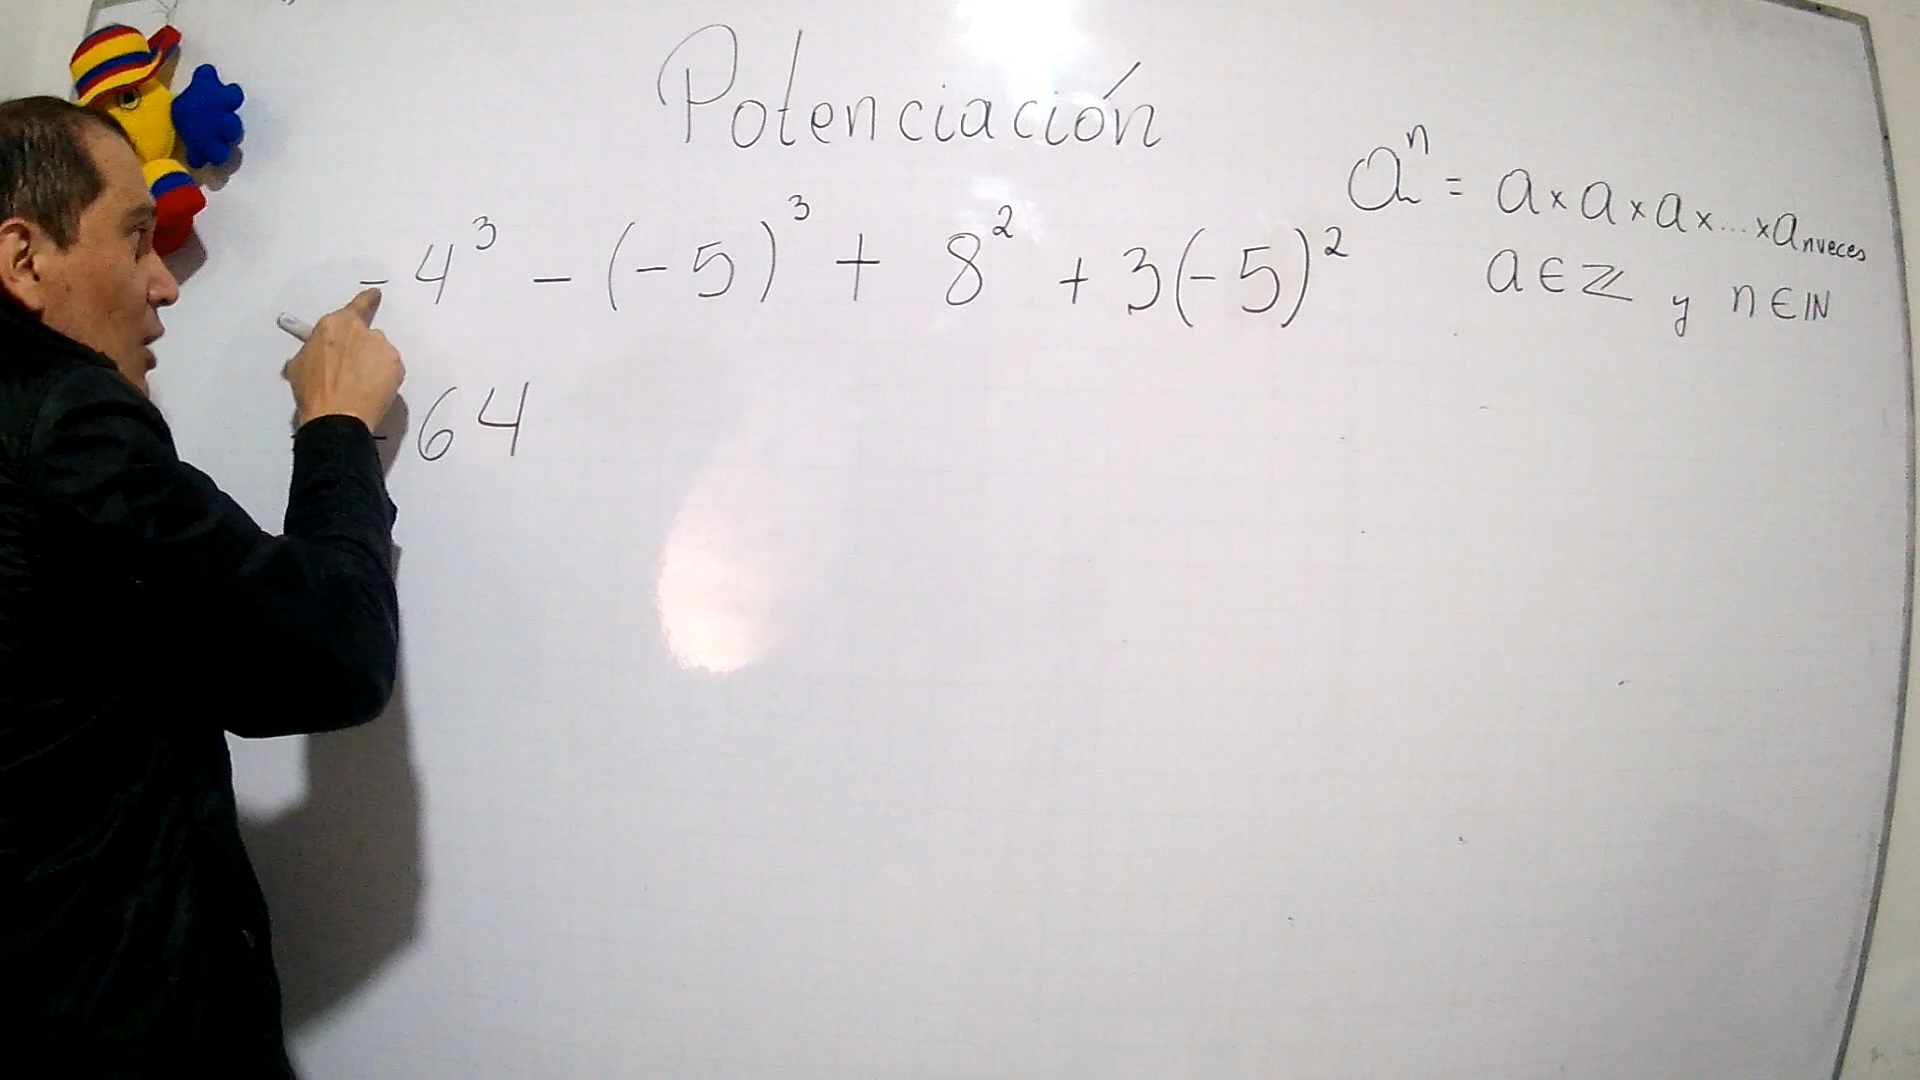 Potenciación
aⁿ = a × a × a × ... × a n veces
- 4³ - (-5)³ + 8² + 3(-5)²
a ∈ ℤ y n ∈ ℕ
- 64